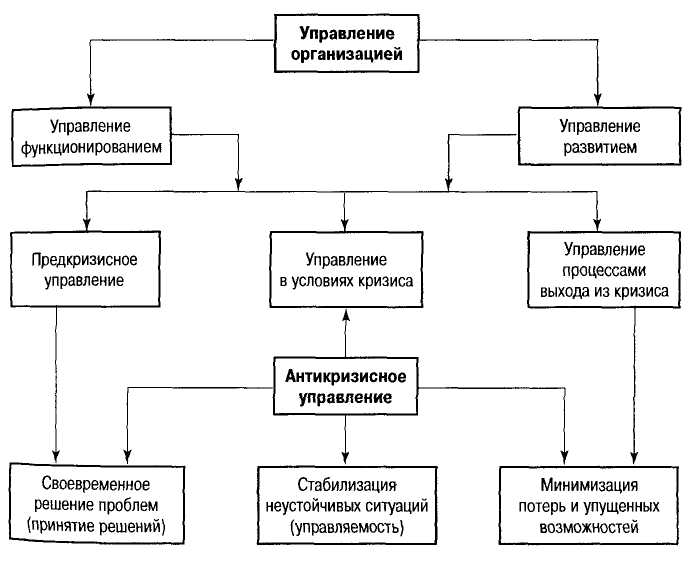 Управление
организацией
Управление
функционированием
Управление
развитием
Предкризисное
управление
Управление
в условиях кризиса
Управление
процессами
выхода из кризиса
Антикризисное
управление
Своевременное
решение проблем
(принятие решений)
Стабилизация
неустойчивых ситуаций
(управляемость)
Минимизация
потерь и упущенных
возможностей